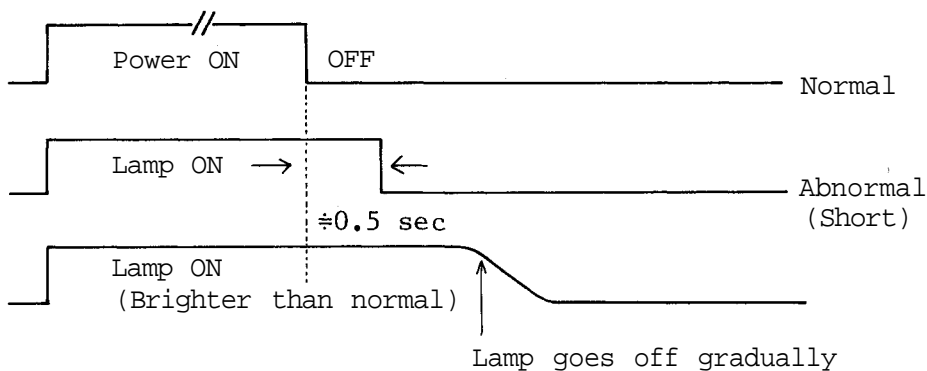 Power ON
OFF
Normal
Lamp ON
Abnormal
(Short)
≑0.5 sec
Lamp ON
(Brighter than normal)
Lamp goes off gradually